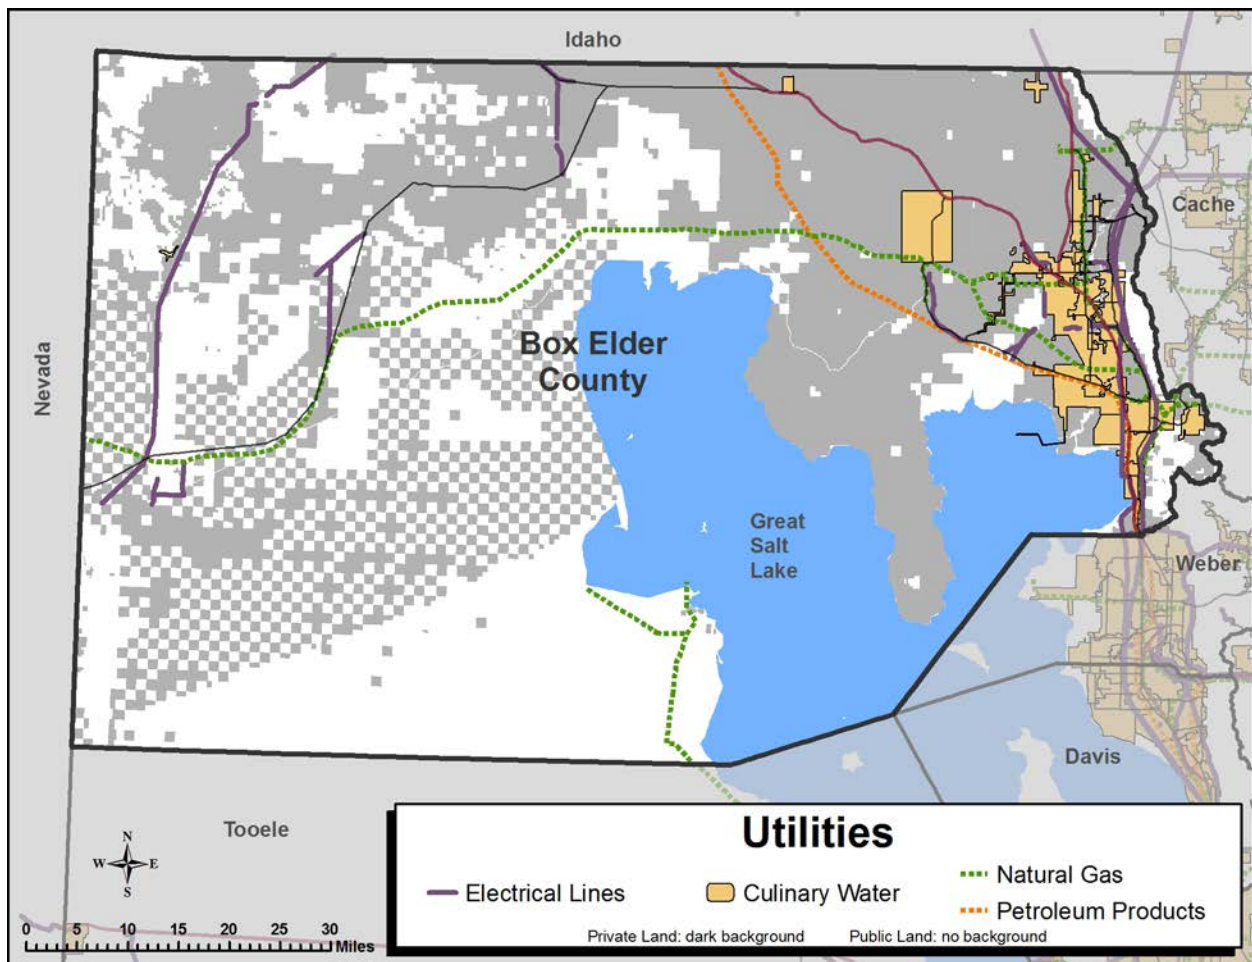 Idaho
Cache
Nevada
Box Elder
County
Great
Salt
Lake
Weber
Davis
Tooele
N
W
E
S
0 5 10 15 20 25 30
Miles
Utilities
Electrical Lines
Culinary Water
Natural Gas
Petroleum Products
Private Land: dark background
Public Land: no background